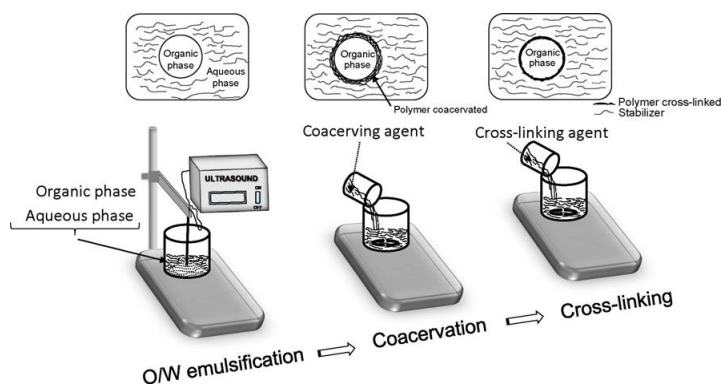 Organic
phase
Aqueous
phase
Organic
phase
Polymer coacervated
Organic
phase
Polymer cross-linked
Stabilizer
Coacerving agent
Cross-linking agent
ULTRASOUND
ON
OFF
Organic phase
Aqueous phase
O/W emulsification
Coacervation
Cross-linking